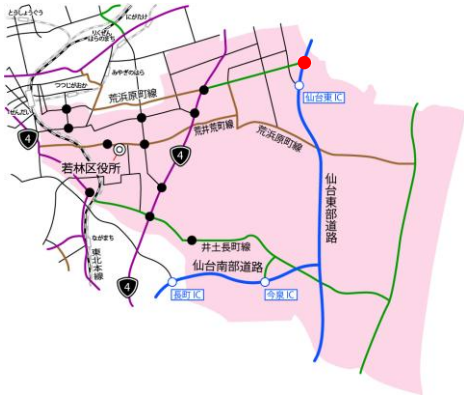 とうしょうぐう
にがたけ
りくぜん
はらのまち
みやぎのはら
つつじがおか
せんだい
荒浜原町線
仙台東IC
4
荒井荒町線
荒浜原町線
4
若林区役所
仙台東部道路
ながまち
東北本線
井土長町線
仙台南部道路
4
長町IC
今泉IC